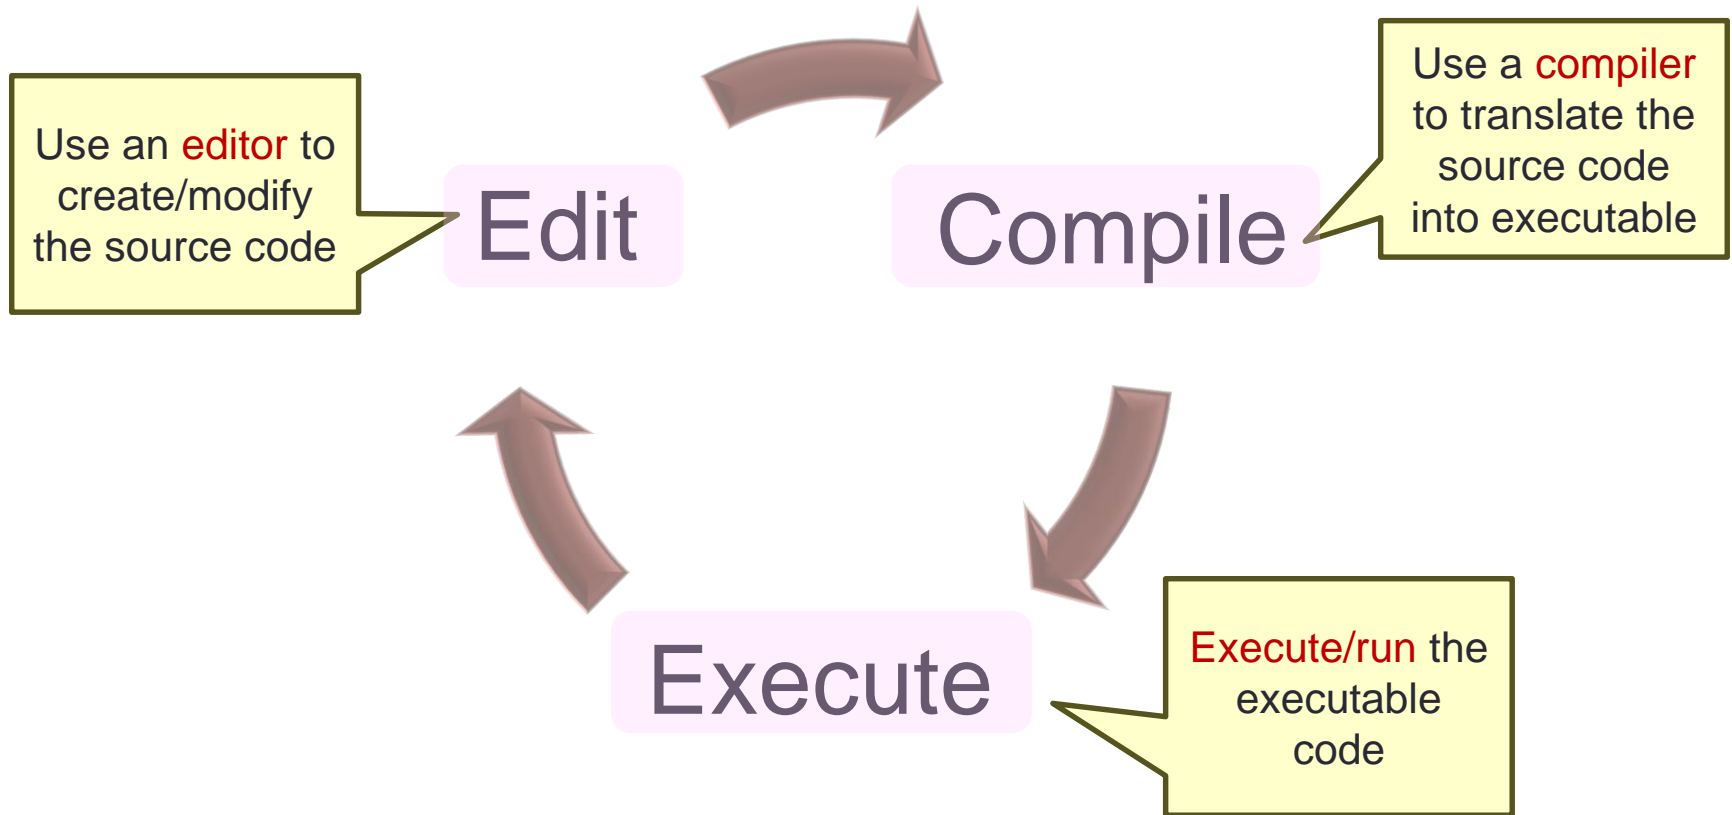 Use an editor to
create/modify
the source code
Edit
Compile
Use a compiler
to translate the
source code
into executable
Execute
Execute/run the
executable
code